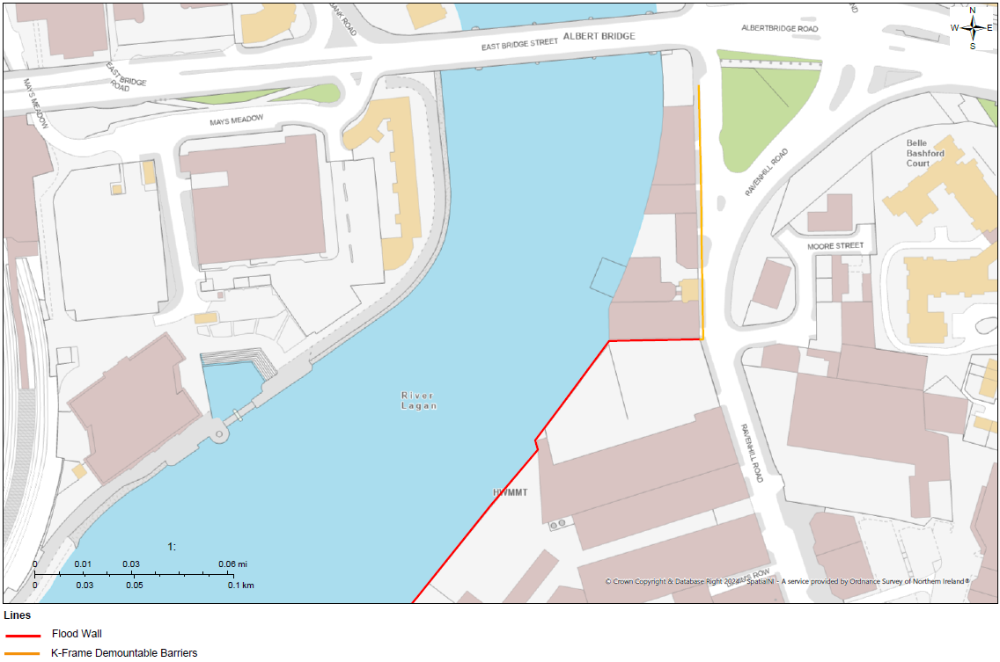 BANK ROAD
N
W
E
S
ALBERTBRIDGE ROAD
ALBERT BRIDGE
EAST BRIDGE STREET
EAST BRIDGE
ROAD
MAYS MEADOW
MAYS MEADOW
Belle
Bashford
Court
RAVENHILL ROAD
MOORE STREET
River
Lagan
RAVENHILL ROAD
HWMMT
1:
0 0.01 0.03 0.06 mi
0 0.03 0.05 0.1 km
ROW
© Crown Copyright & Database Right 2024 - SpatialNI - A service provided by Ordnance Survey of Northern Ireland®
Lines
Flood Wall
K-Frame Demountable Barriers